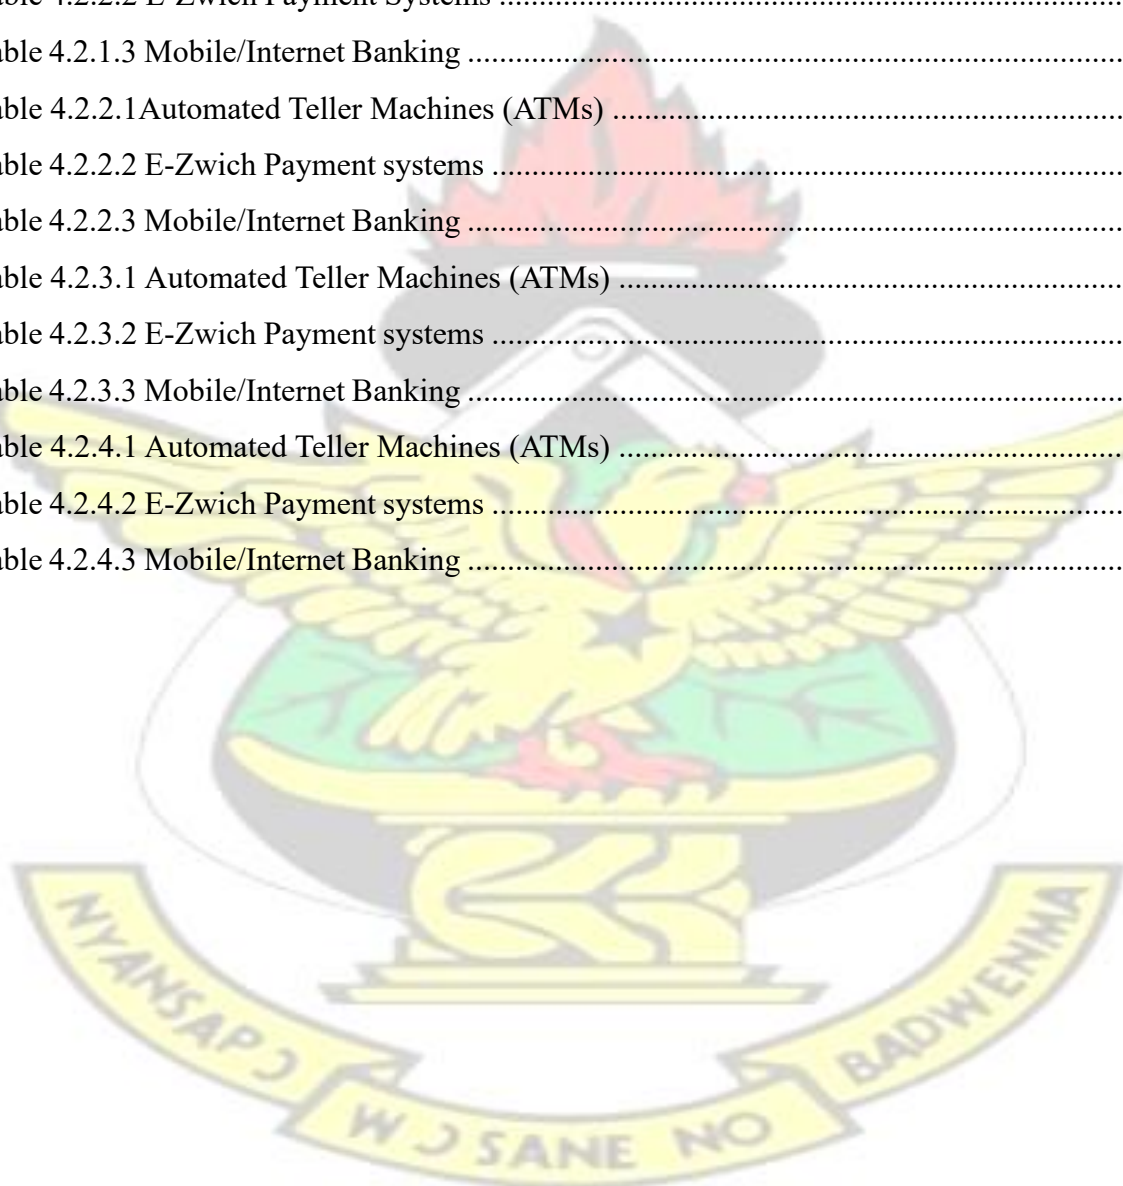 able 4.2.2.2 E-Zwich Payment Systems ................................................................................
able 4.2.1.3 Mobile/Internet Banking ....................................................................................
able 4.2.2.1Automated Teller Machines (ATMs) ..................................................................
able 4.2.2.2 E-Zwich Payment systems .................................................................................
able 4.2.2.3 Mobile/Internet Banking ....................................................................................
able 4.2.3.1 Automated Teller Machines (ATMs) .................................................................
able 4.2.3.2 E-Zwich Payment systems .................................................................................
able 4.2.3.3 Mobile/Internet Banking ....................................................................................
able 4.2.4.1 Automated Teller Machines (ATMs) .................................................................
able 4.2.4.2 E-Zwich Payment systems .................................................................................
able 4.2.4.3 Mobile/Internet Banking ....................................................................................
NYANSAPƆ
WƆSANE NO
BADWENMA